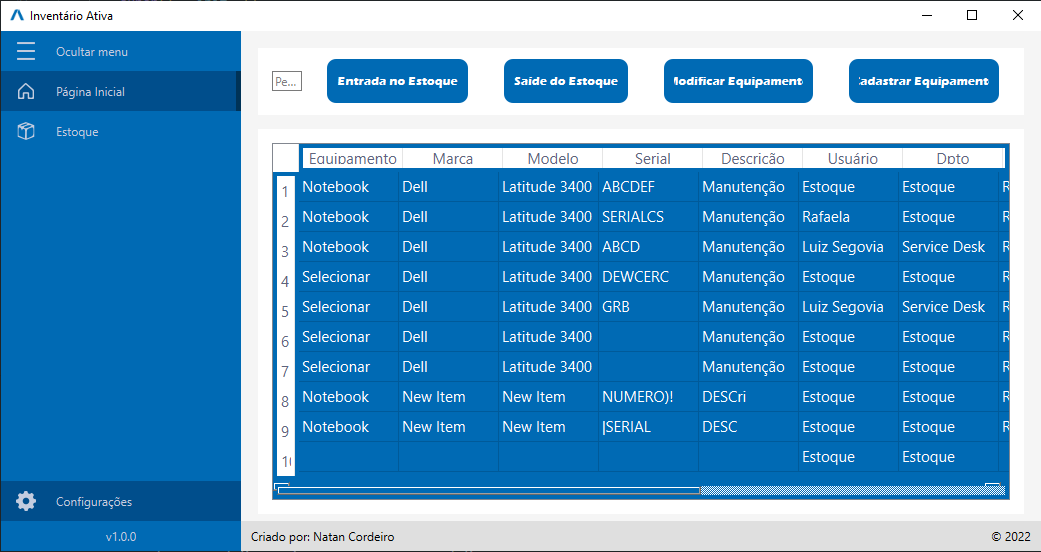 Inventário Ativa
Ocultar menu
Página Inicial
Estoque
Configurações
v1.0.0
Pe...
Entrada no Estoque
Saíde do Estoque
Modificar Equipamento
Cadastrar Equipamento
Equipamento Marca Modelo Serial Descrição Usuário Dpto
1 Notebook Dell Latitude 3400 ABCDEF Manutenção Estoque Estoque R
2 Notebook Dell Latitude 3400 SERIALCS Manutenção Rafaela Estoque R
3 Notebook Dell Latitude 3400 ABCD Manutenção Luiz Segovia Service Desk R
4 Selecionar Dell Latitude 3400 DEWCERC Manutenção Estoque Estoque R
5 Selecionar Dell Latitude 3400 GRB Manutenção Luiz Segovia Service Desk R
6 Selecionar Dell Latitude 3400 Manutenção Estoque Estoque R
7 Selecionar Dell Latitude 3400 Manutenção Estoque Estoque R
8 Notebook New Item New Item NUMERO)! DESCri Estoque Estoque R
9 Notebook New Item New Item |SERIAL DESC Estoque Estoque R
10 Estoque Estoque
Criado por: Natan Cordeiro
© 2022